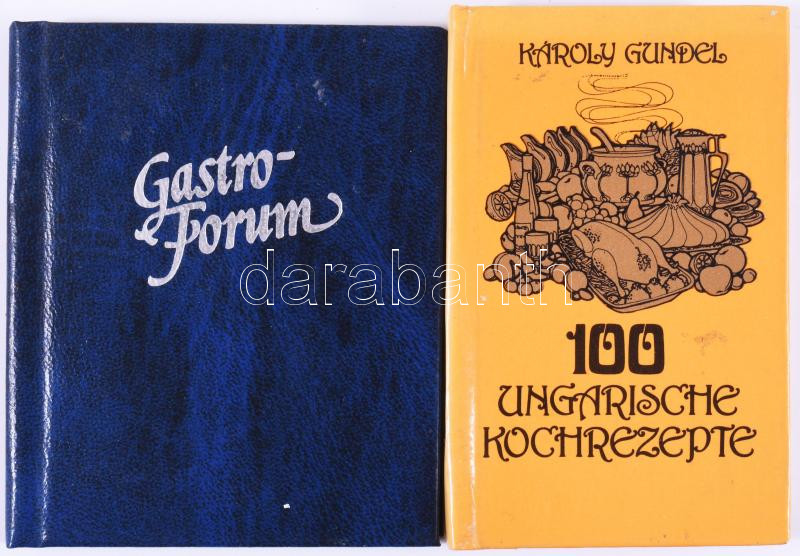 Gastro-
Forum
KÁROLY GUNDEL
100
UNGARISCHE
KOCHREZEPTE
darabanth